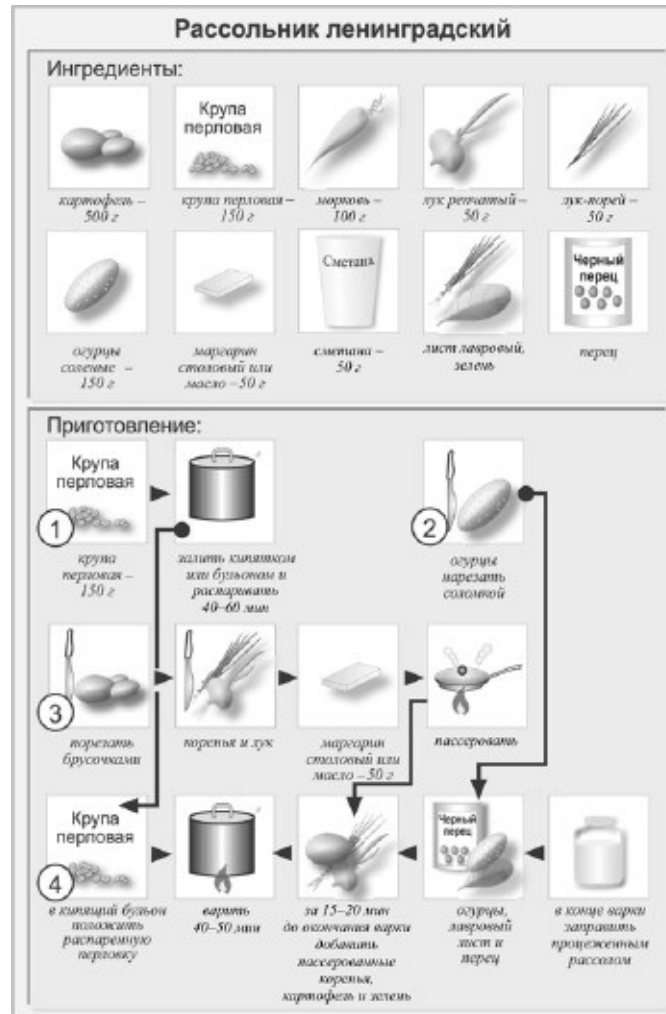 Рассольник ленинградский
Ингредиенты:
Крупа
перловая
картофель –
500 г
крупа перловая –
150 г
морковь –
100 г
лук репчатый –
50 г
лук-порей –
50 г
Сметана
Черный
перец
огурцы
соленые –
150 г
маргарин
столовый или
масло – 50 г
сметана –
50 г
лист лавровый,
зелень
перец
Приготовление:
Крупа
перловая
1
2
крупа
перловая –
150 г
залить кипятком
или бульоном и
распаривать
40–60 мин
огурцы
нарезать
соломкой
3
порезать
брусочками
коренья и лук
маргарин
столовый или
масло – 50 г
пассеровать
Крупа
перловая
Черный
перец
4
в кипящий бульон
положить
распаренную
перловку
варить
40–50 мин
за 15–20 мин
до окончания варки
добавить
пассерованные
коренья,
картофель и зелень
огурцы,
лавровый
лист и
перец
в конце варки
заправить
процеженным
рассолом